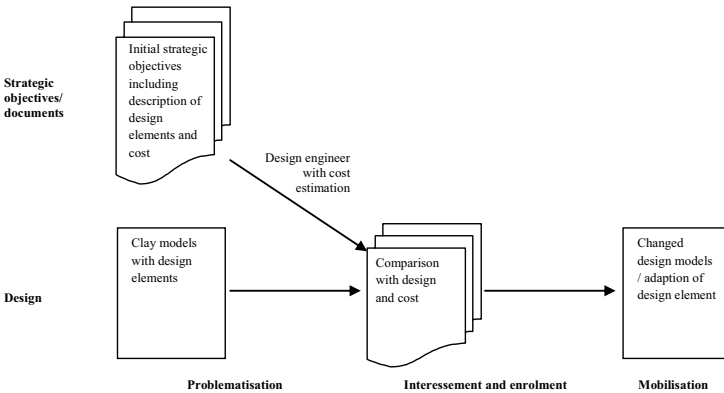 Strategic
objectives/
documents
Initial strategic
objectives
including
description of
design
elements and
cost
Design engineer
with cost
estimation
Design
Clay models
with design
elements
Comparison
with design
and cost
Changed
design models
/ adaption of
design element
Problematisation
Interessement and enrolment
Mobilisation